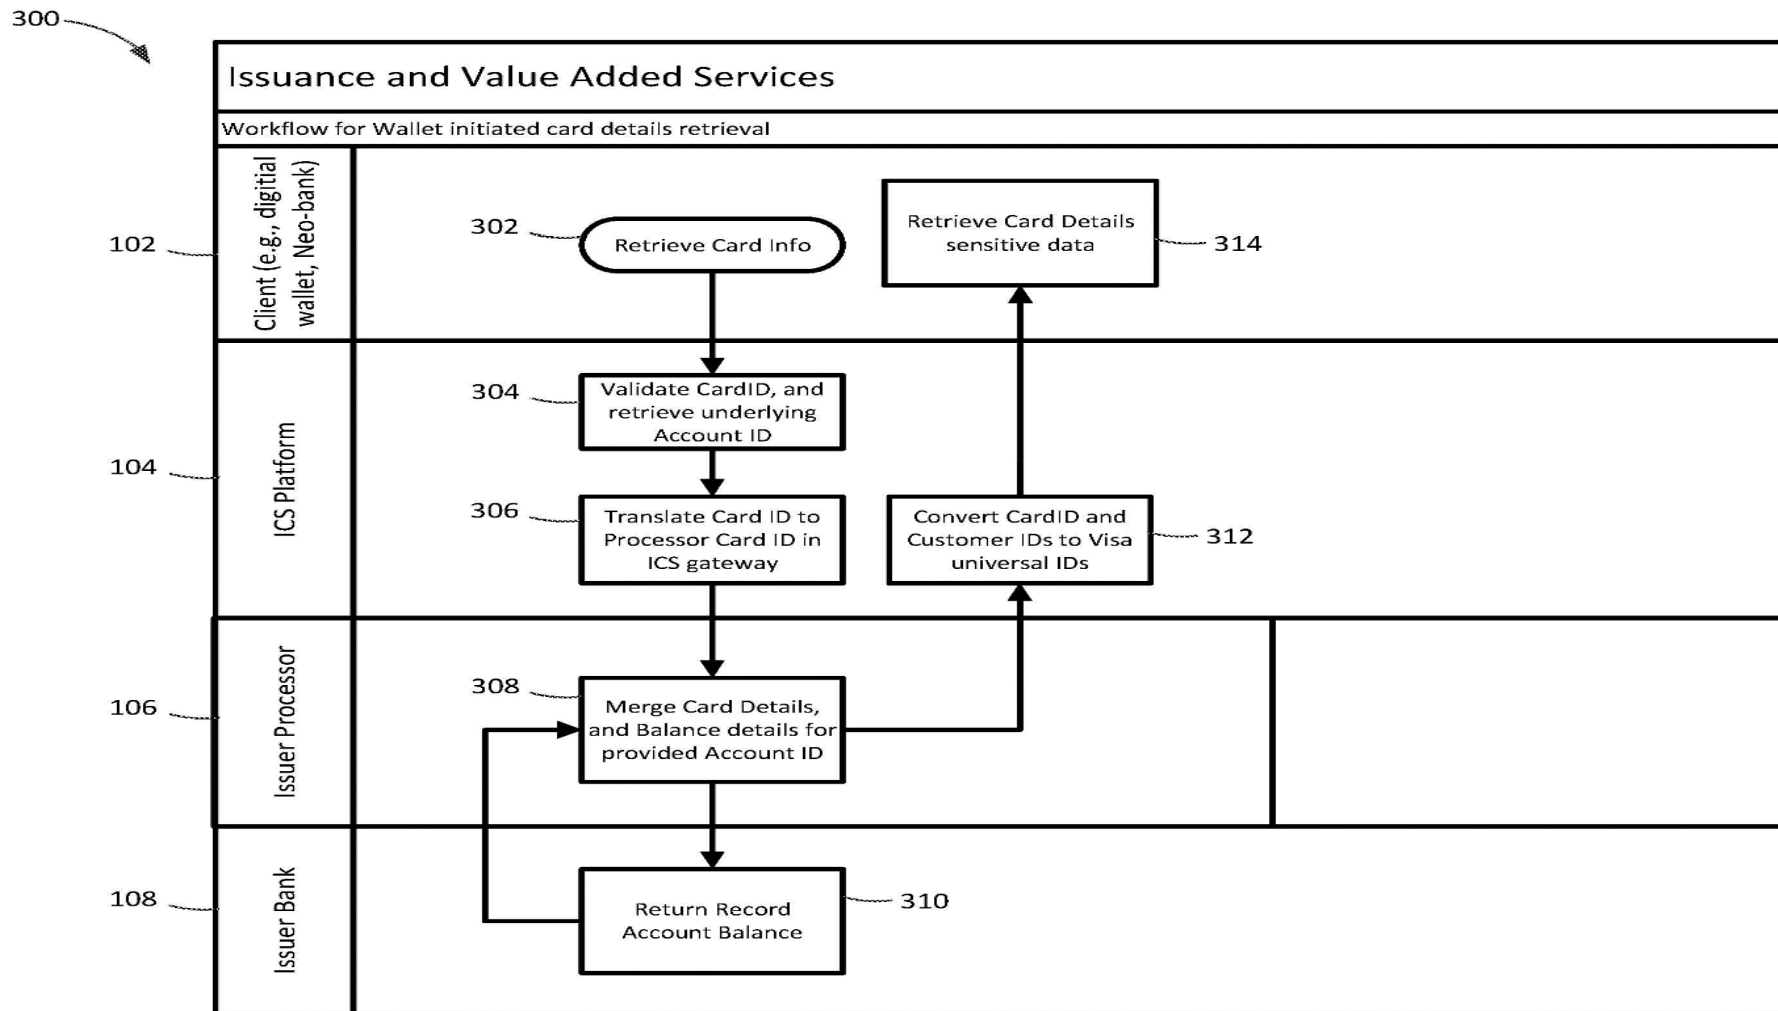 300
Issuance and Value Added Services
Workflow for Wallet initiated card details retrieval
Client (e.g., digitial
wallet, Neo-bank)
102
302
Retrieve Card Info
Retrieve Card Details
sensitive data
314
ICS Platform
104
304
Validate CardID, and
retrieve underlying
Account ID
306
Translate Card ID to
Processor Card ID in
ICS gateway
Convert CardID and
Customer IDs to Visa
universal IDs
312
Issuer Processor
106
308
Merge Card Details,
and Balance details for
provided Account ID
Issuer Bank
108
Return Record
Account Balance
310